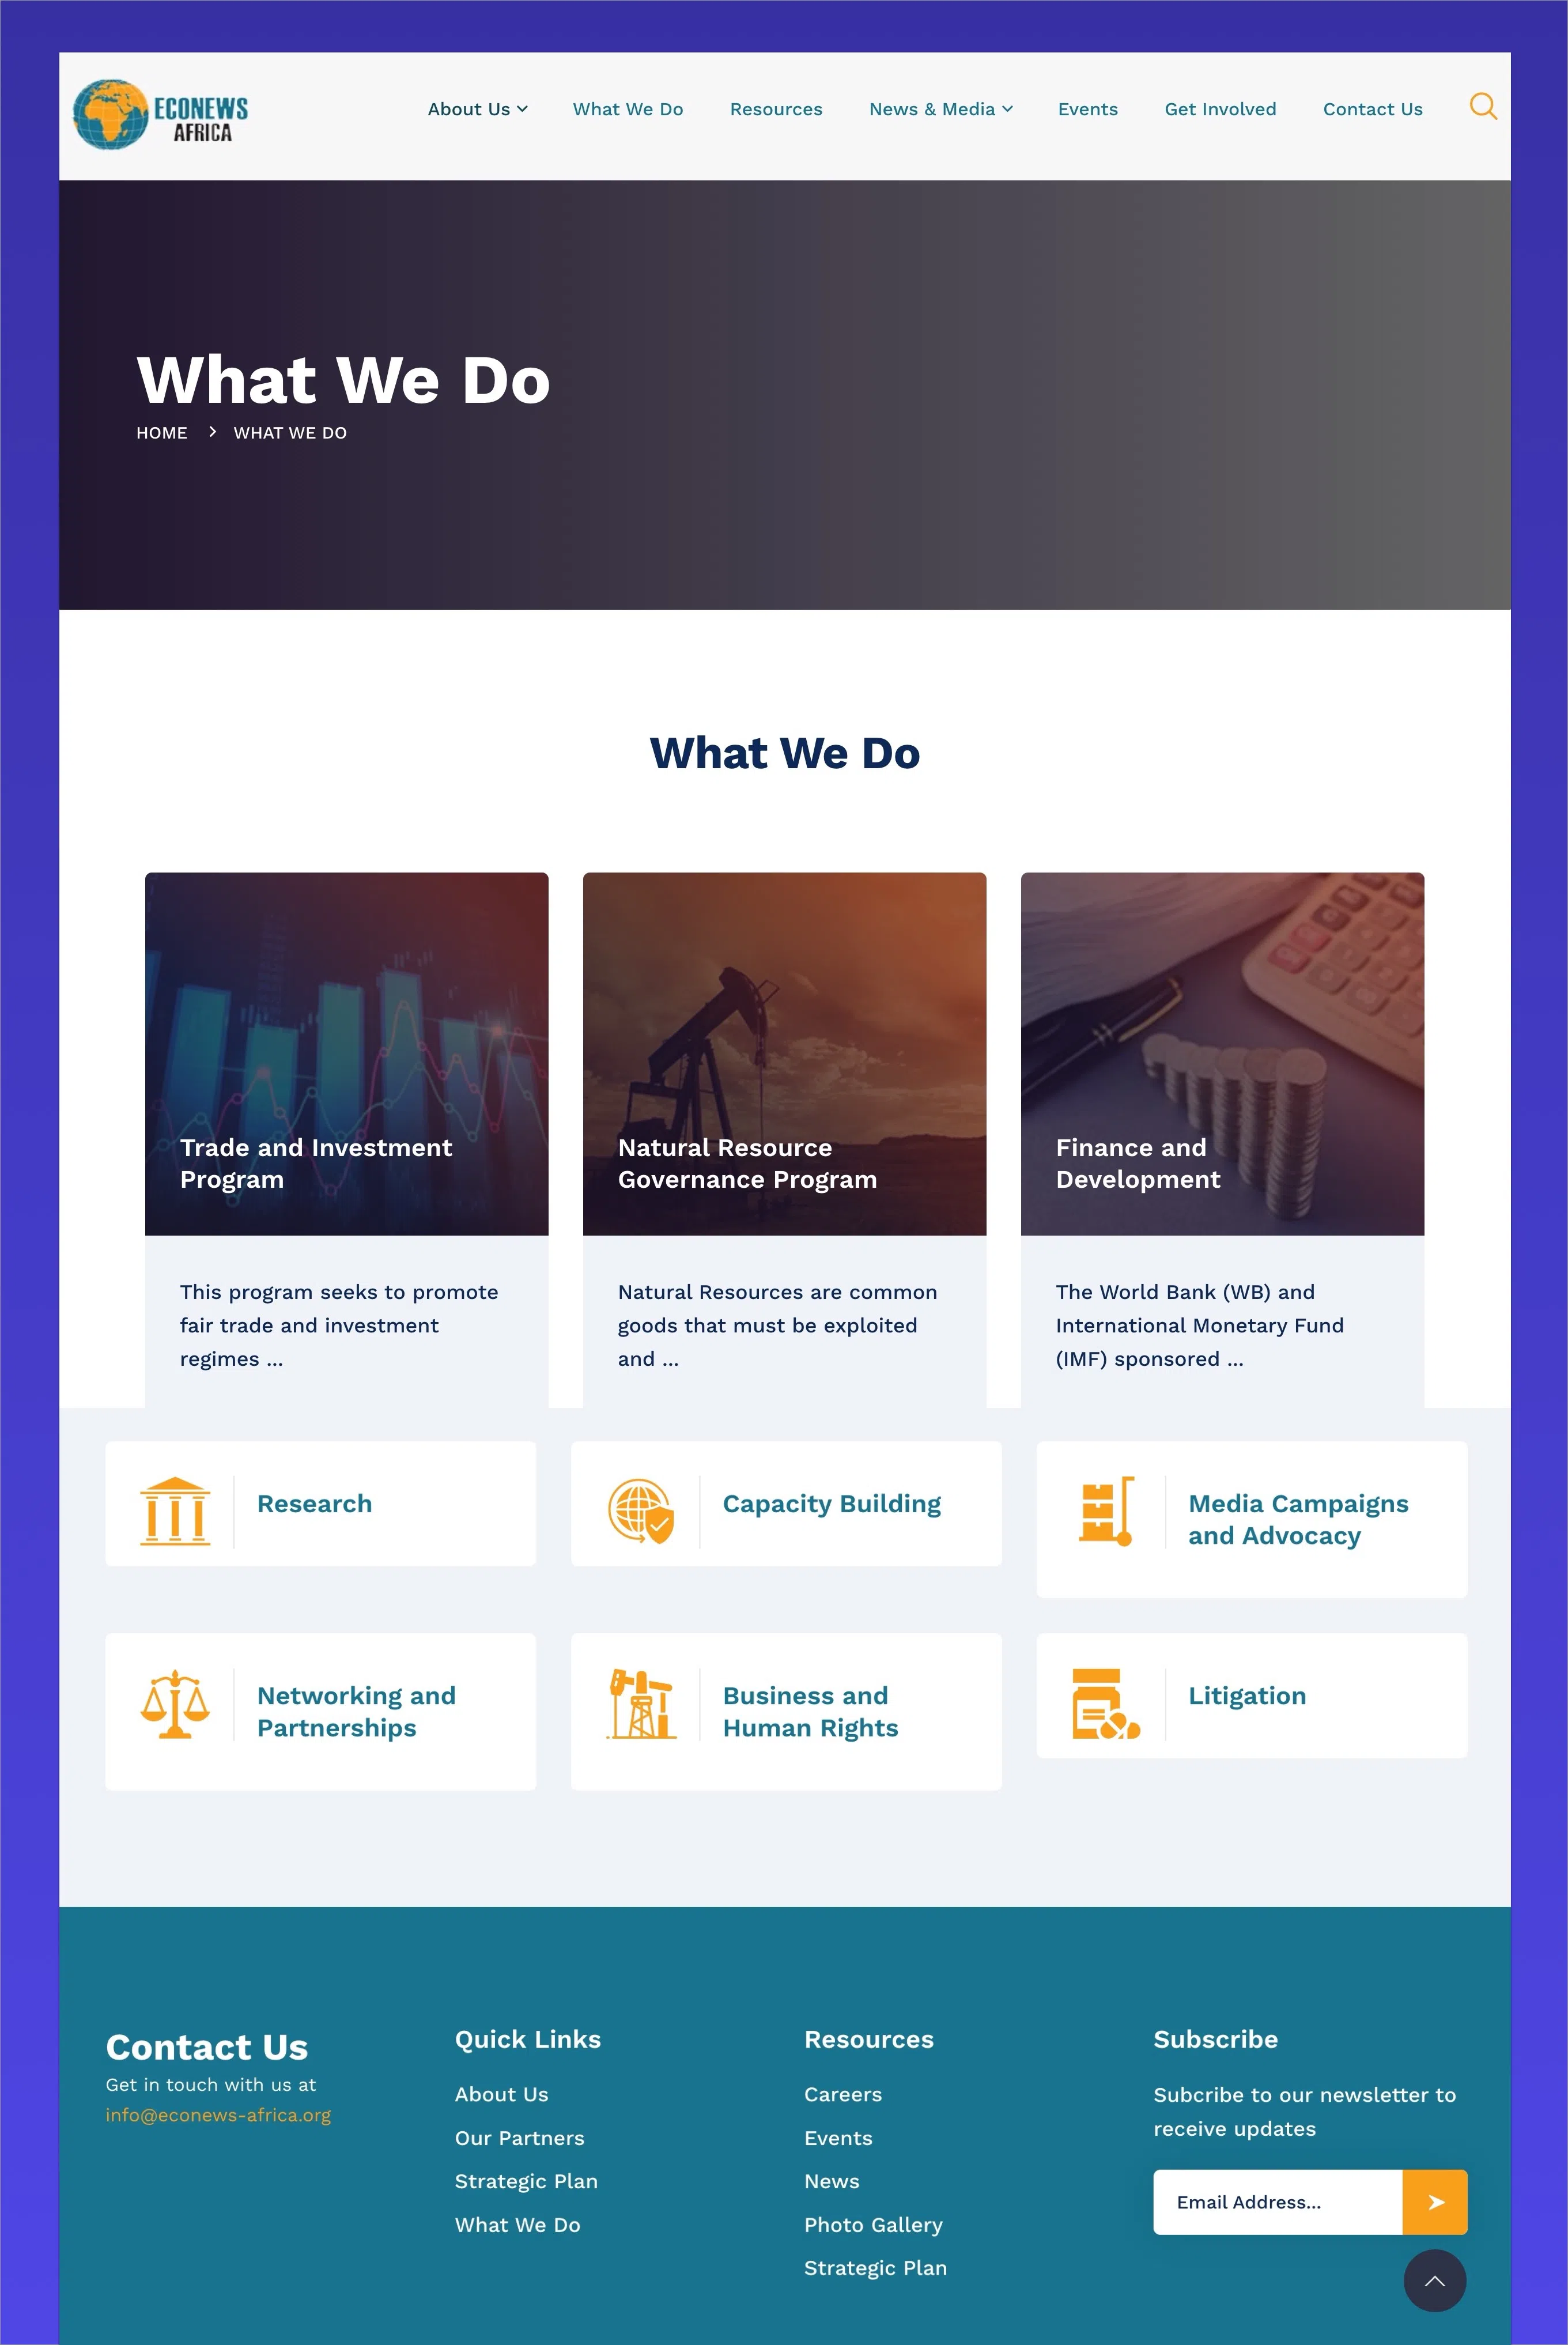 ECONEWS
AFRICA
About Us
What We Do
Resources
News & Media
Events
Get Involved
Contact Us
What We Do
HOME > WHAT WE DO
What We Do
Trade and Investment
Program
This program seeks to promote
fair trade and investment
regimes ...
Natural Resource
Governance Program
Natural Resources are common
goods that must be exploited
and ...
Finance and
Development
The World Bank (WB) and
International Monetary Fund
(IMF) sponsored ...
Research
Capacity Building
Media Campaigns
and Advocacy
Networking and
Partnerships
Business and
Human Rights
Litigation
Contact Us
Get in touch with us at
info@econews-africa.org
Quick Links
About Us
Our Partners
Strategic Plan
What We Do
Resources
Careers
Events
News
Photo Gallery
Strategic Plan
Subscribe
Subcribe to our newsletter to
receive updates
Email Address...